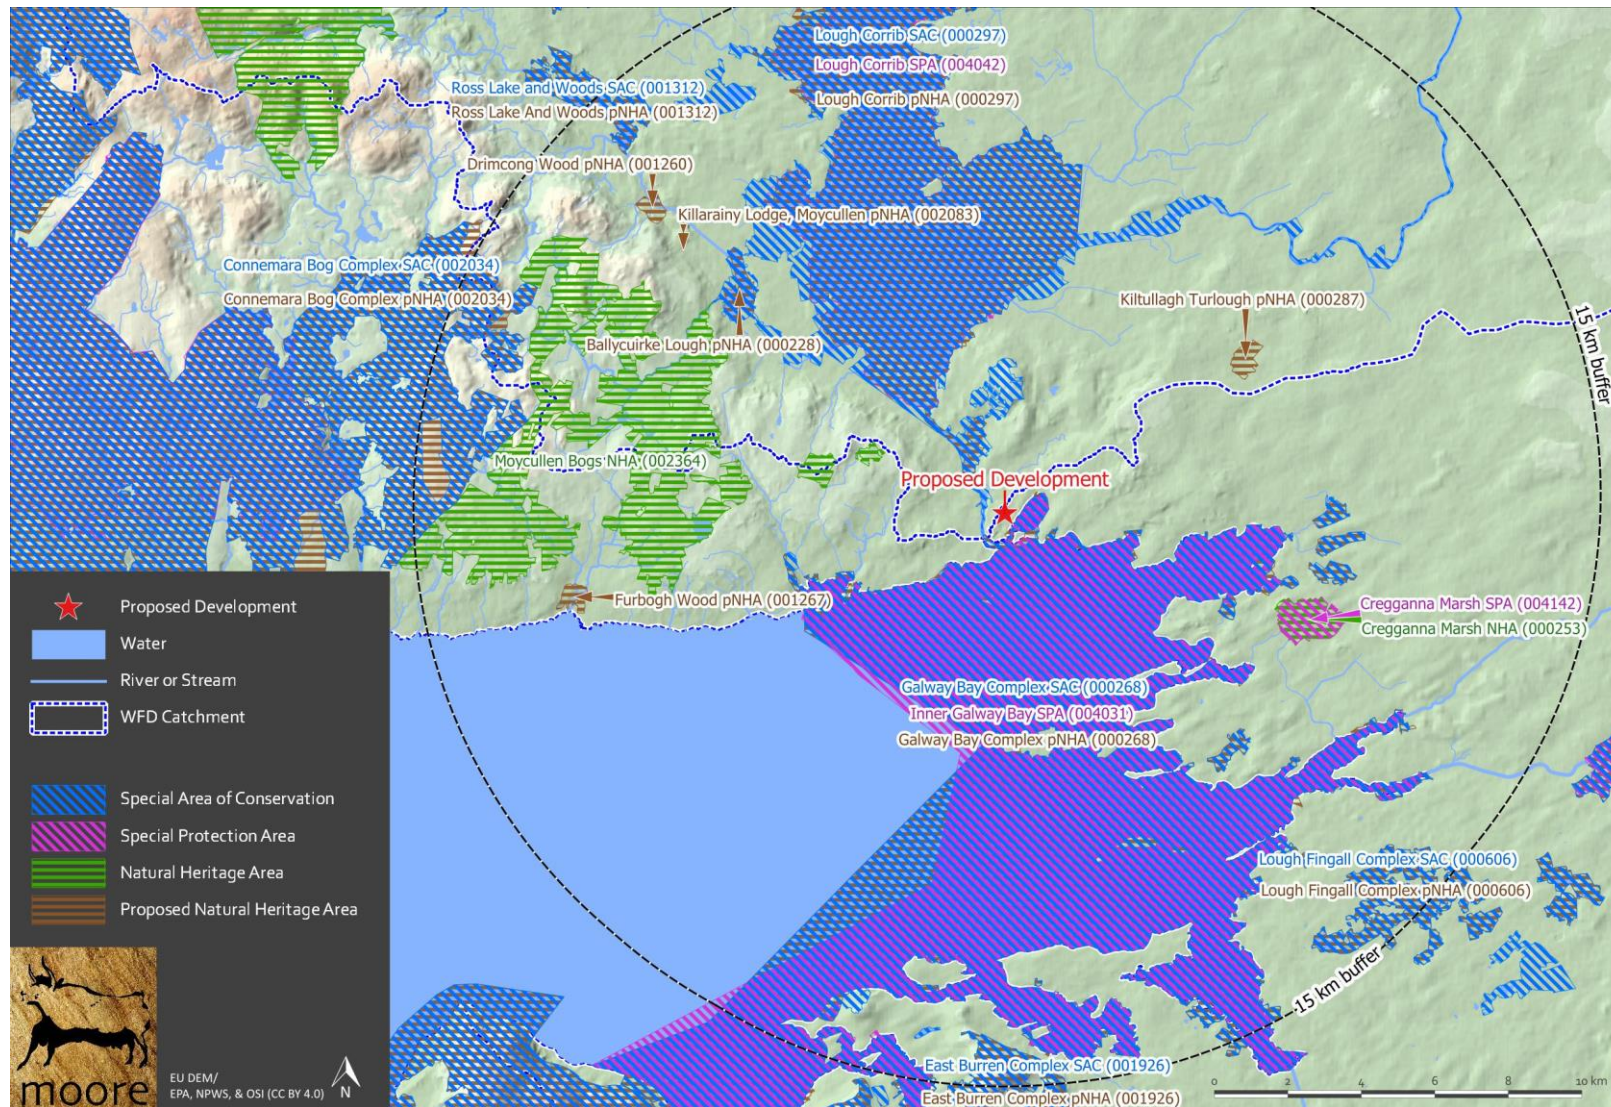 Lough Corrib SAC (000297)
Lough Corrib SPA (004042)
Lough Corrib pNHA (000297)
Ross Lake and Woods SAC (001312)
Ross Lake And Woods pNHA (001312)
Drimcong Wood pNHA (001260)
Killarainy Lodge, Moycullen pNHA (002083)
Connemara Bog Complex SAC (002034)
Connemara Bog Complex pNHA (002034)
Kiltullagh Turlough pNHA (000287)
15 km buffer
Ballycuirke Lough pNHA (000228)
Moycullen Bogs NHA (002364)
Proposed Development
Furbogh Wood pNHA (001267)
Cregganna Marsh SPA (004142)
Cregganna Marsh NHA (000253)
Galway Bay Complex SAC (000268)
Inner Galway Bay SPA (004031)
Galway Bay Complex pNHA (000268)
Lough Fingall Complex SAC (000606)
Lough Fingall Complex pNHA (000606)
15 km buffer
East Burren Complex SAC (001926)
East Burren Complex pNHA (001926)
Proposed Development
Water
River or Stream
WFD Catchment
Special Area of Conservation
Special Protection Area
Natural Heritage Area
Proposed Natural Heritage Area
moore
EU DEM/
EPA, NPWS, & OSI (CC BY 4.0)
N
0 2 4 6 8 10 km